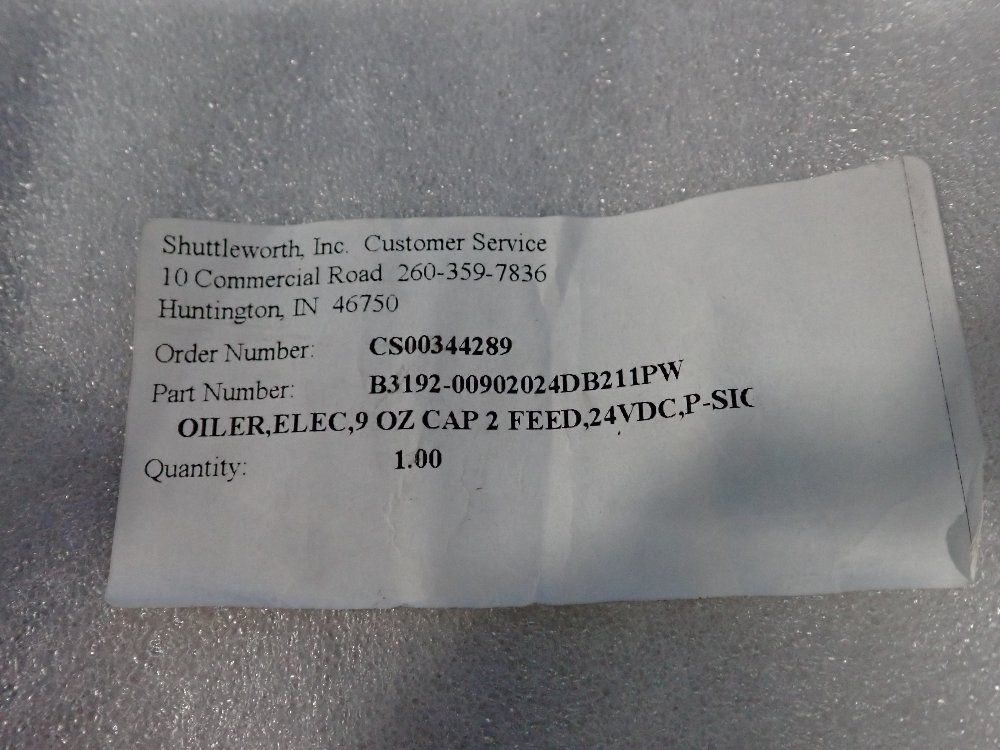 Shuttleworth, Inc. Customer Service
10 Commercial Road 260-359-7836
Huntington, IN 46750
Order Number: CS00344289
Part Number: B3192-00902024DB211PW
OILER,ELEC,9 OZ CAP 2 FEED,24VDC,P-SIC
Quantity: 1.00